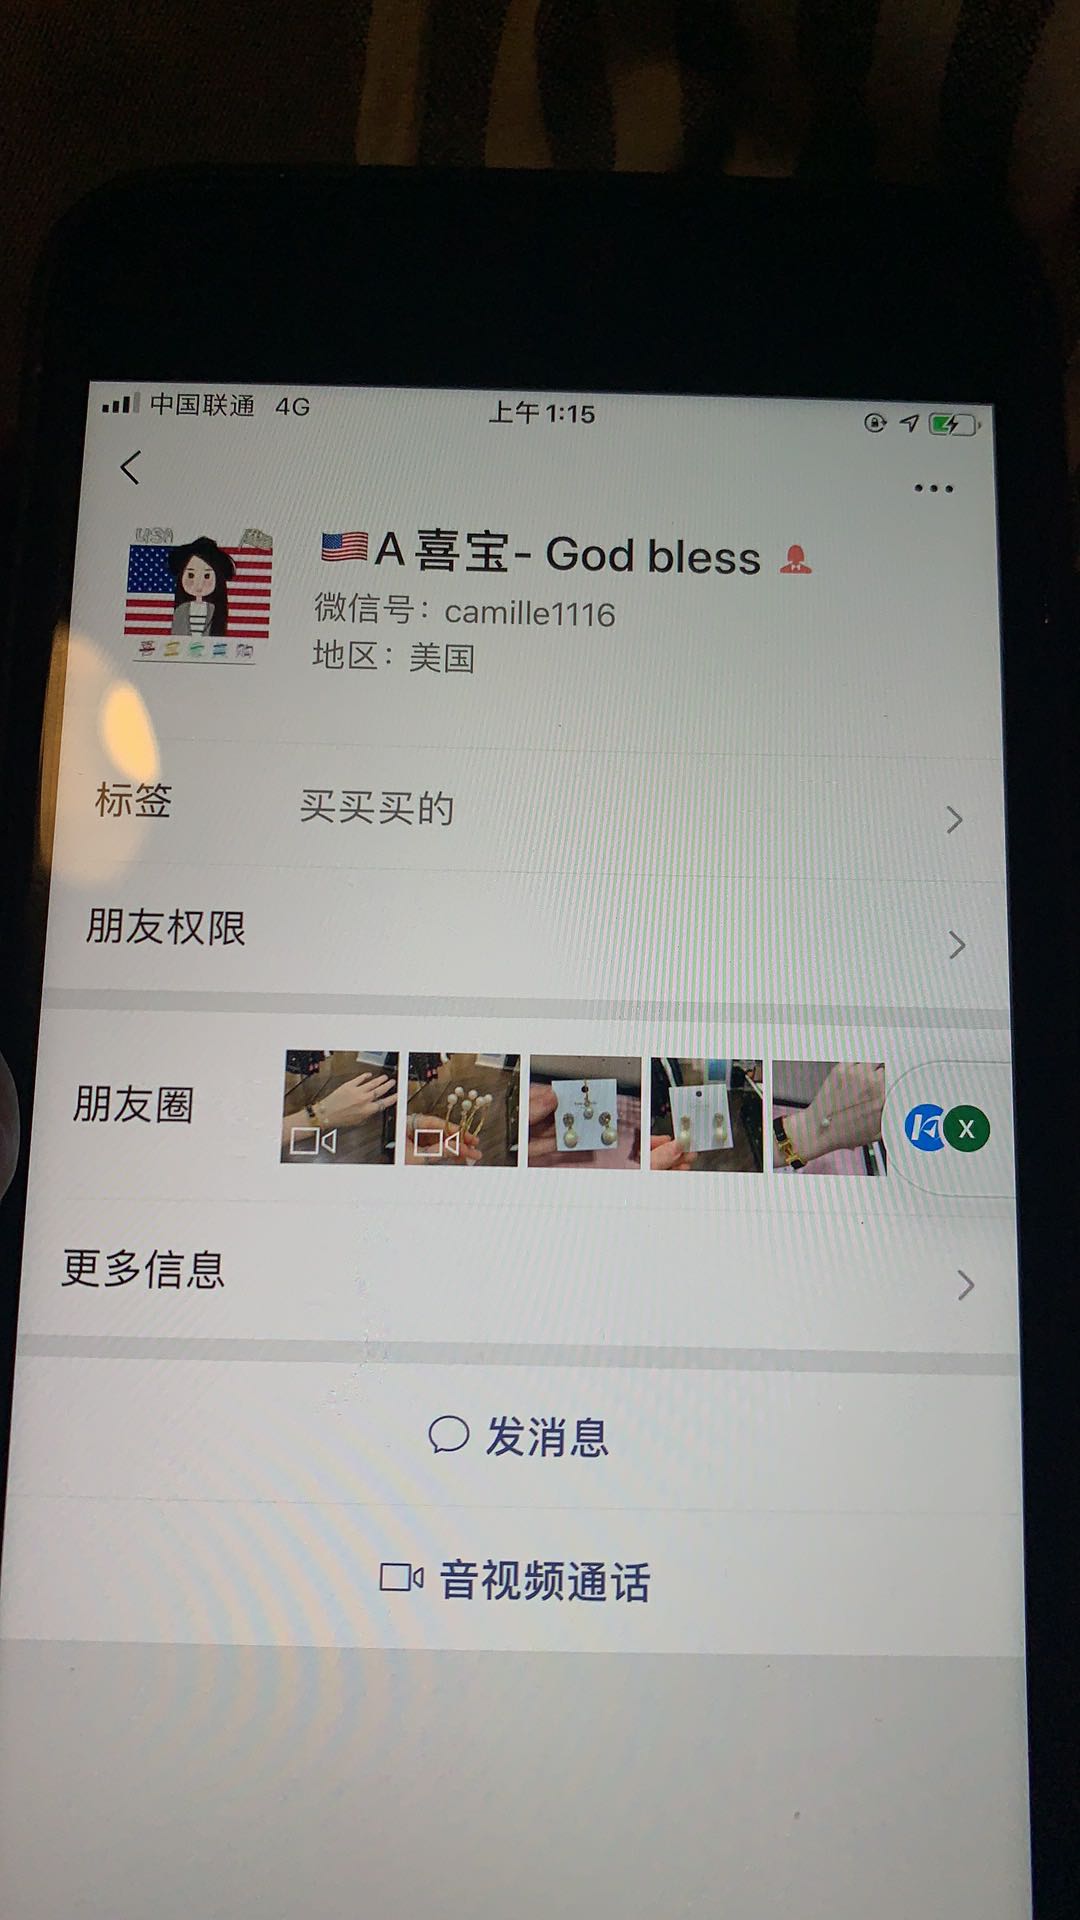 中国联通 4G 上午1:15
USA
🇺🇸A 喜宝- God bless
微信号：camille1116
地区：美国
标签 买买买的
朋友权限
朋友圈
X
更多信息
发消息
音视频通话